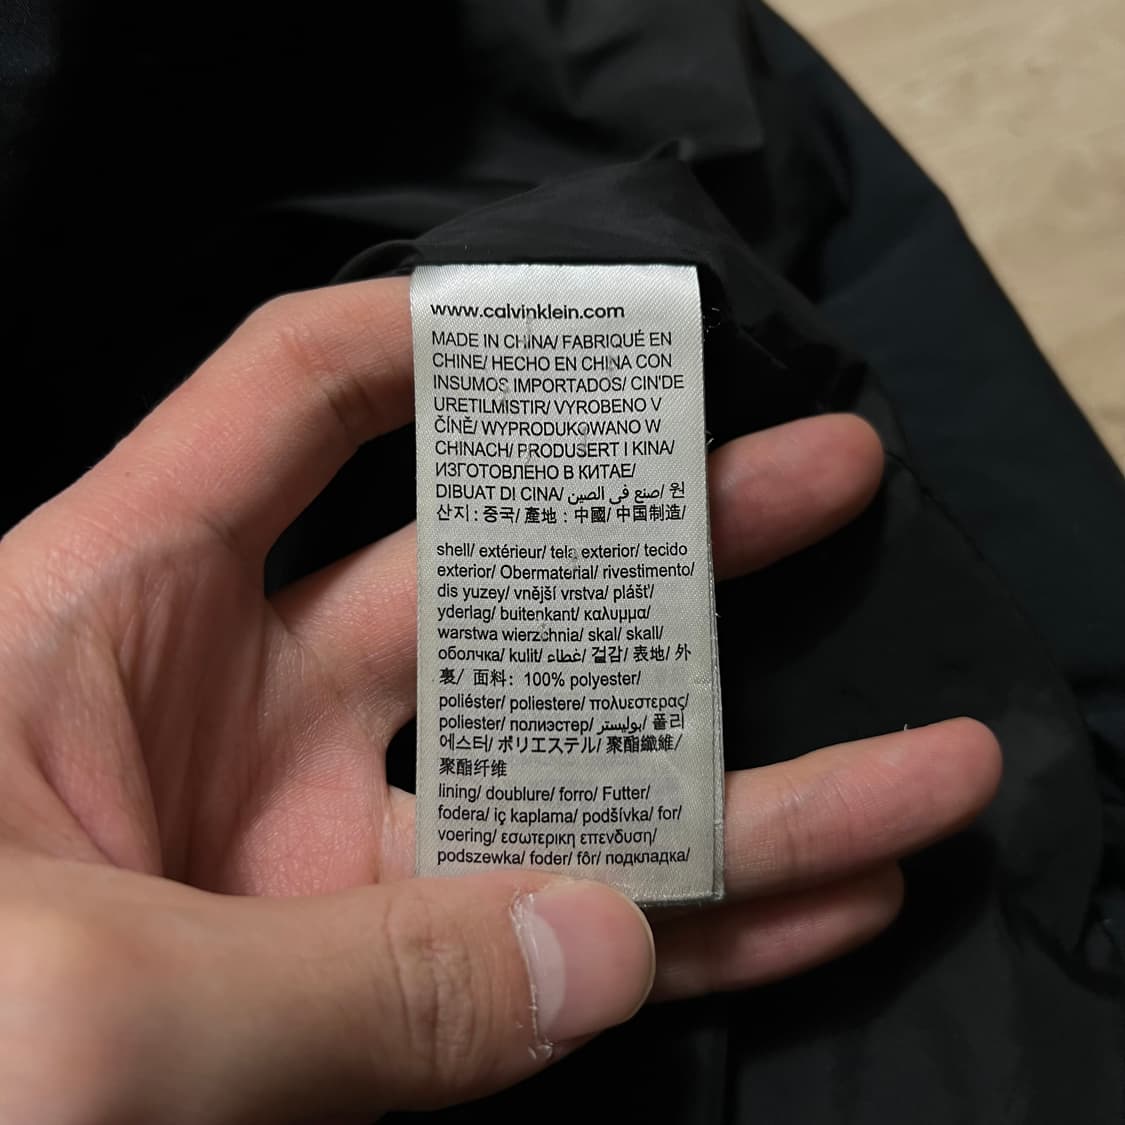 www.calvinklein.com
MADE IN CHINA/ FABRIQUÉ EN
CHINE/ HECHO EN CHINA CON
INSUMOS IMPORTADOS/ CIN'DE
URETILMISTIR/ VYROBENO V
ČÍNĚ/ WYPRODUKOWANO W
CHINACH/ PRODUSERT I KINA/
ИЗГОТОВЛЕНО В КИТАЕ/
DIBUAT DI CINA/ صنع في الصين/ 원
산지 : 중국/ 產地 : 中國/ 中国制造/
shell/ extérieur/ tela exterior/ tecido
exterior/ Obermaterial/ rivestimento/
dis yuzey/ vnější vrstva/ plášť/
yderlag/ buitenkant/ καλυμμα/
warstwa wierzchnia/ skal/ skall/
оболчка/ kulit/ غطاء/ 겉감/ 表地/ 外
裏/ 面料: 100% polyester/
poliéster/ poliestere/ πολυεστερας/
poliester/ полиэстер/ بوليستر/ 폴리
에스터/ ポリエステル/ 聚酯纖維/
聚酯纤维
lining/ doublure/ forro/ Futter/
fodera/ iç kaplama/ podšívka/ for/
voering/ εσωτερικη επενδυση/
podszewka/ foder/ fôr/ подкладка/